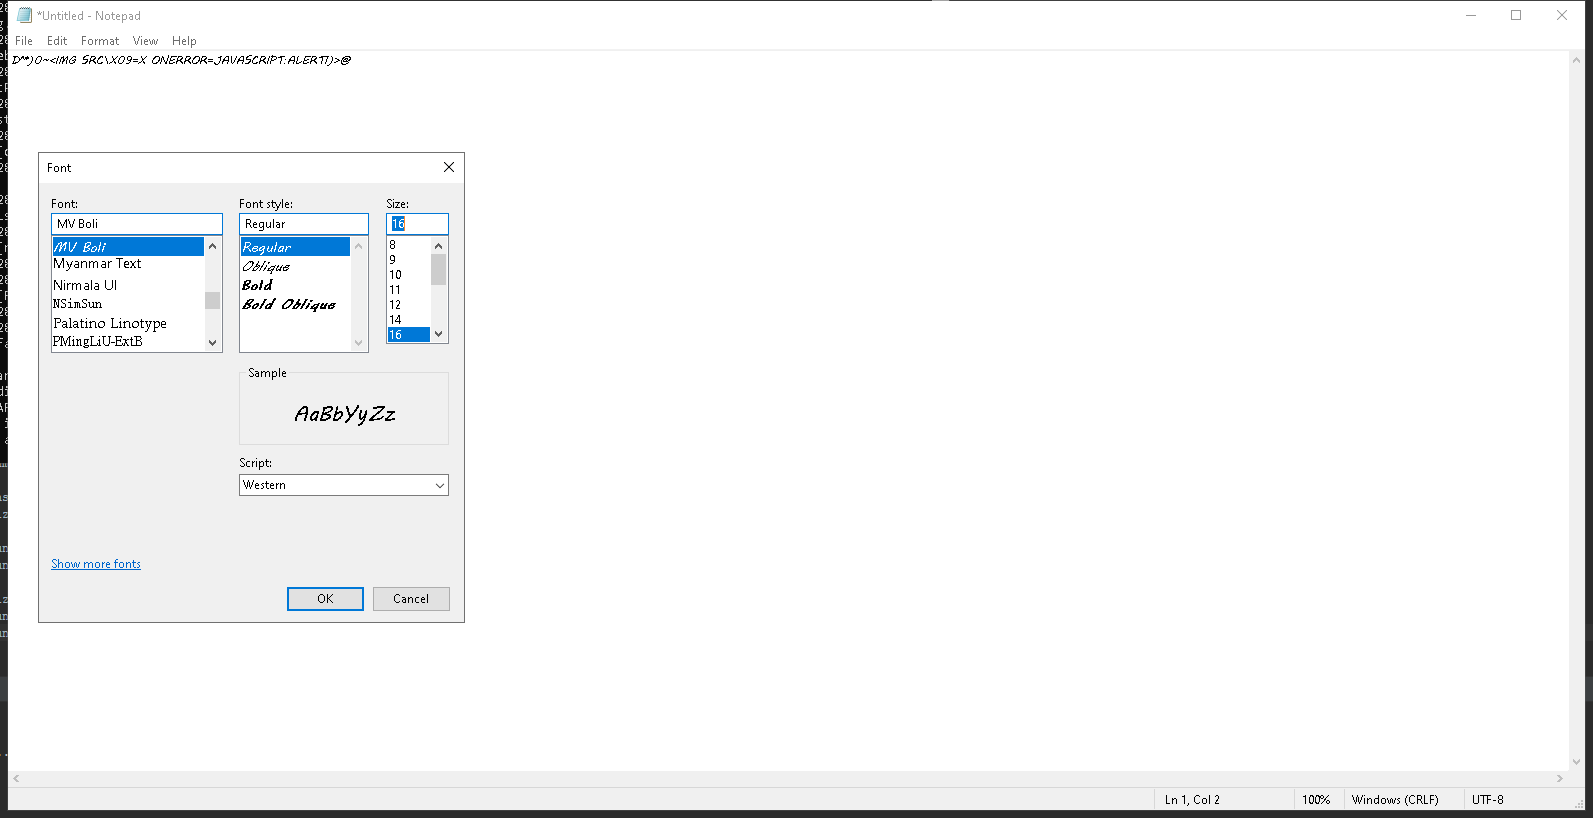 *Untitled - Notepad
File Edit Format View Help
D^*)O~<IMG SRC\X09=X ONERROR=JAVASCRIPT:ALERT1)>@
Font
Font: Font style: Size:
MV Boli Regular 16
MV Boli
Myanmar Text
Nirmala UI
NSimSun
Palatino Linotype
PMingLiU-ExtB
Regular
Oblique
Bold
Bold Oblique
8
9
10
11
12
14
16
Sample
AaBbYyZz
Script:
Western
Show more fonts
OK Cancel
Ln 1, Col 2 100% Windows (CRLF) UTF-8